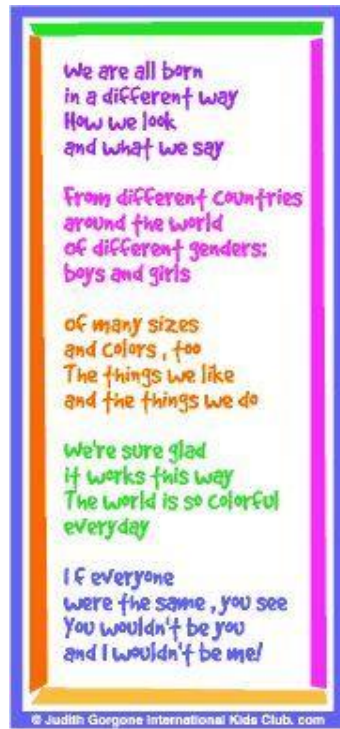 We are all born
in a different way
How we look
and what we say
From different countries
around the world
of different genders:
boys and girls
of many sizes
and colors , too
The things we like
and the things we do
We're sure glad
it works this way
The world is so colorful
everyday
If everyone
were the same , you see
You wouldn't be you
and I wouldn't be me!
© Judith Gorgone International Kids Club. com